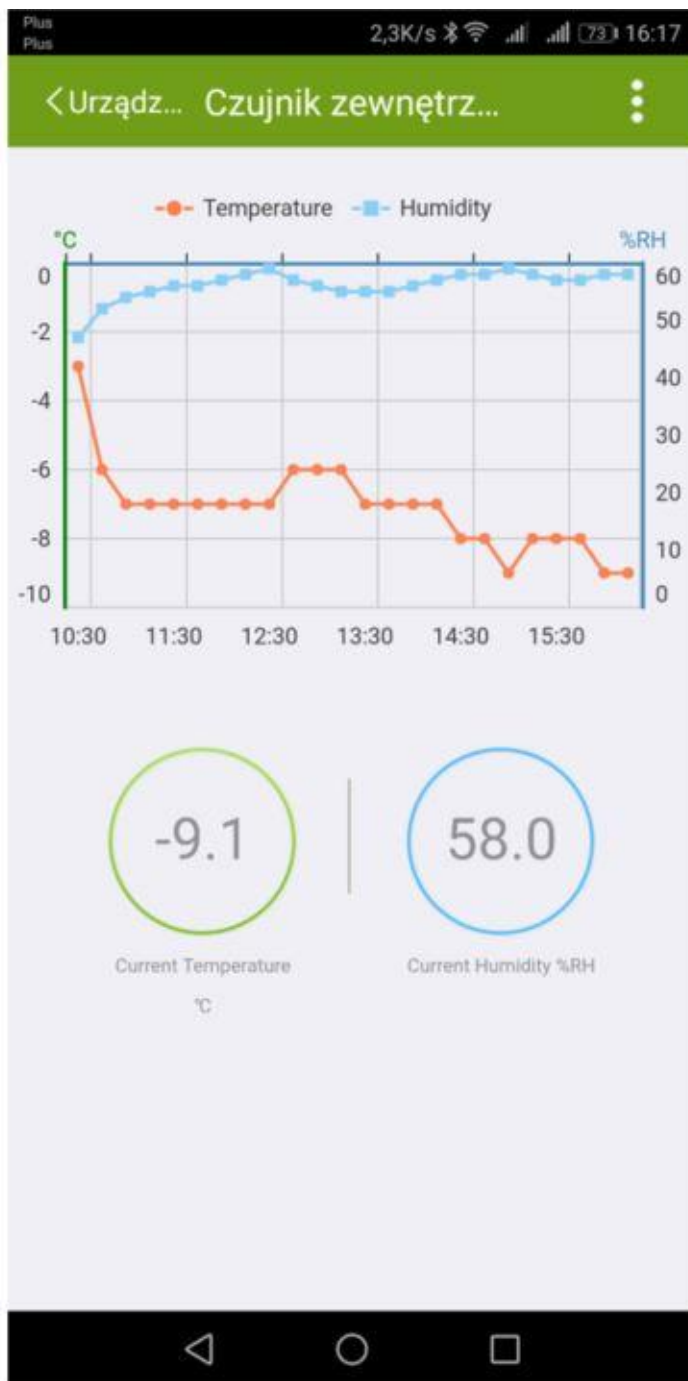 Plus
Plus
2,3K/s 73 16:17
Urządz... Czujnik zewnętrz...
Temperature Humidity
°C %RH
0 60
50
-2
40
-4
30
-6
20
-8
10
-10 0
10:30 11:30 12:30 13:30 14:30 15:30
-9.1 58.0
Current Temperature Current Humidity %RH
°C